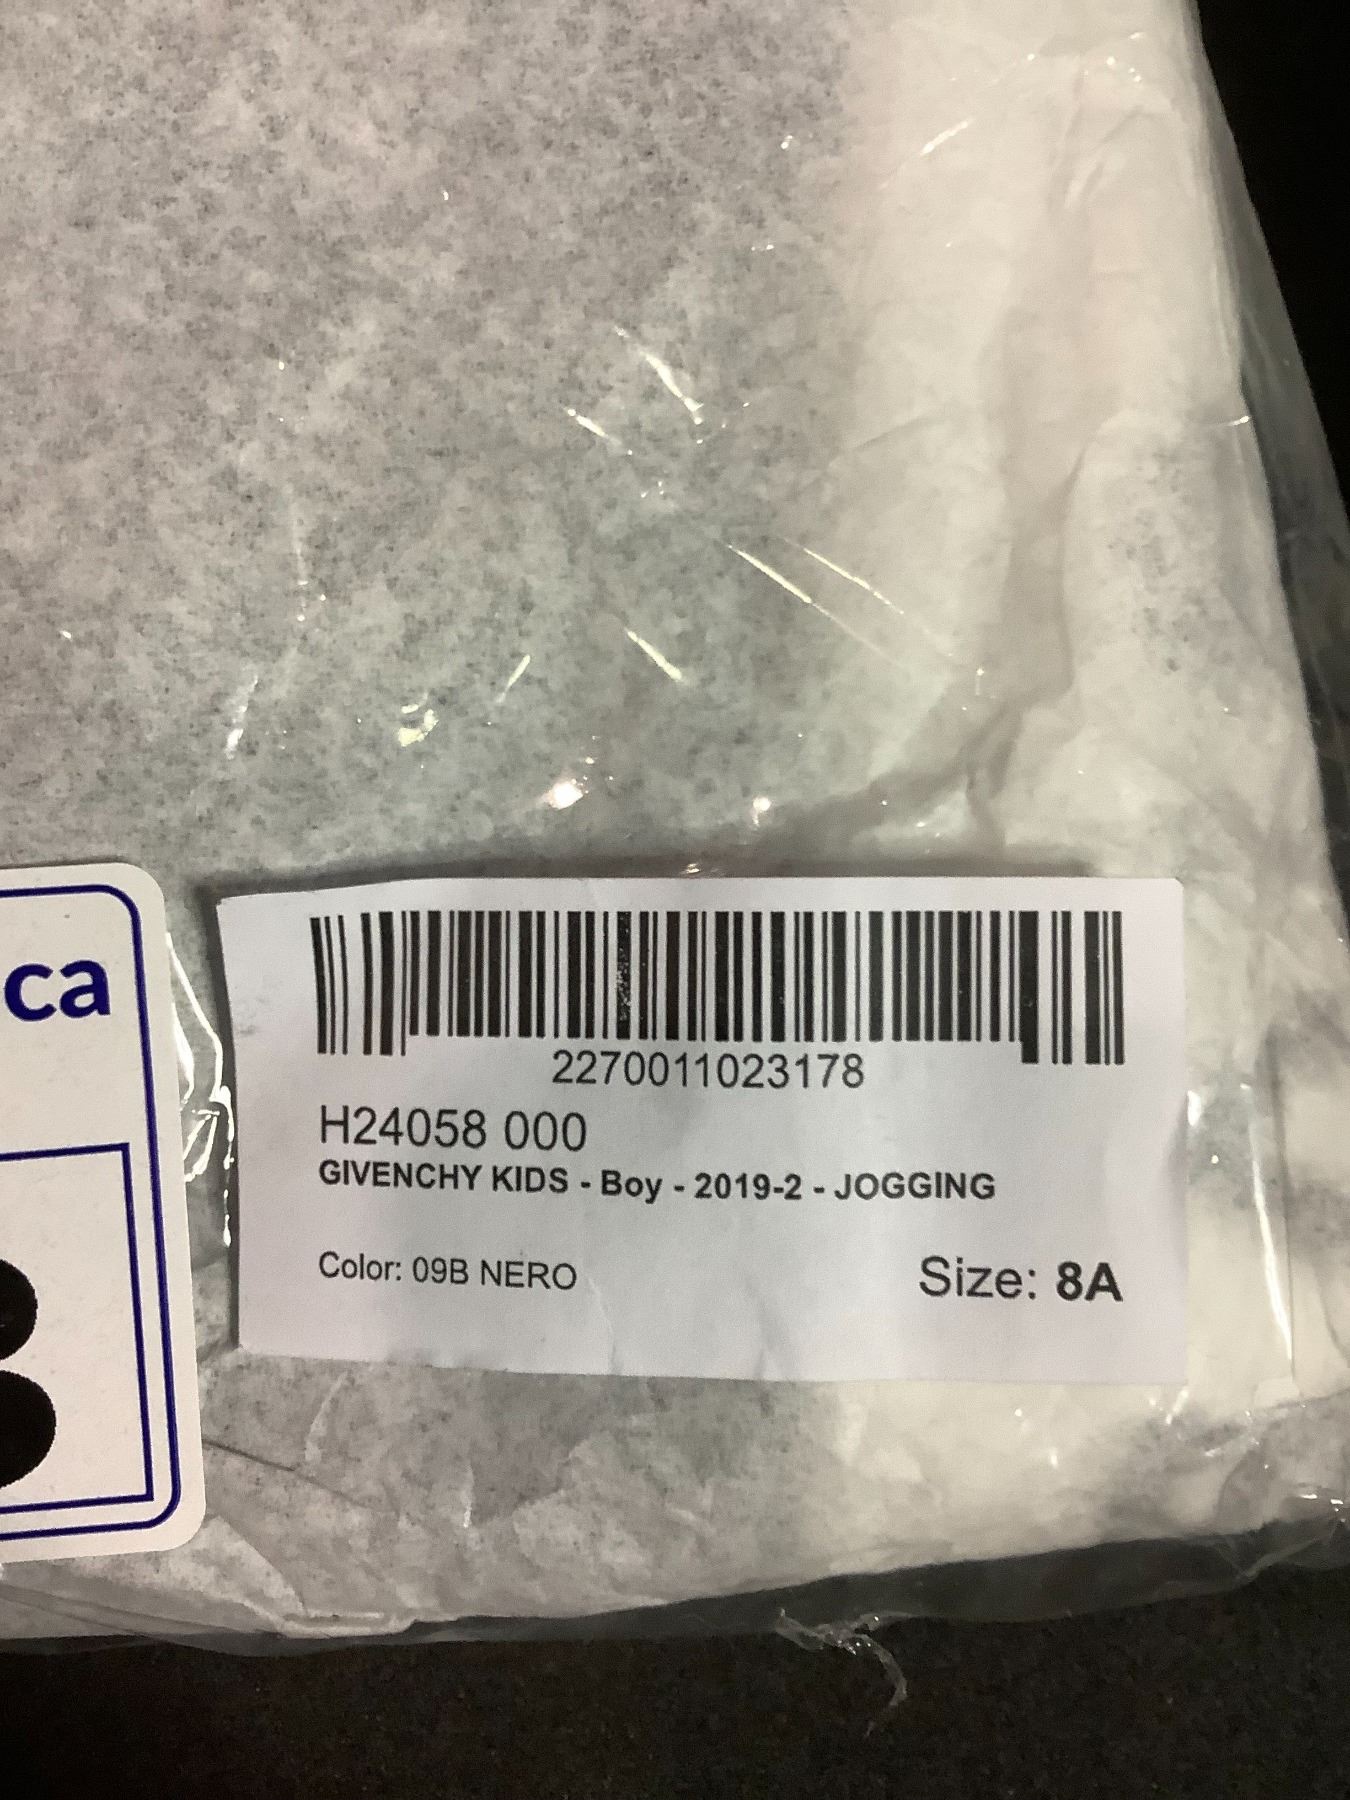 ca
2270011023178
H24058 000
GIVENCHY KIDS - Boy - 2019-2 - JOGGING
Color: 09B NERO
Size: 8A